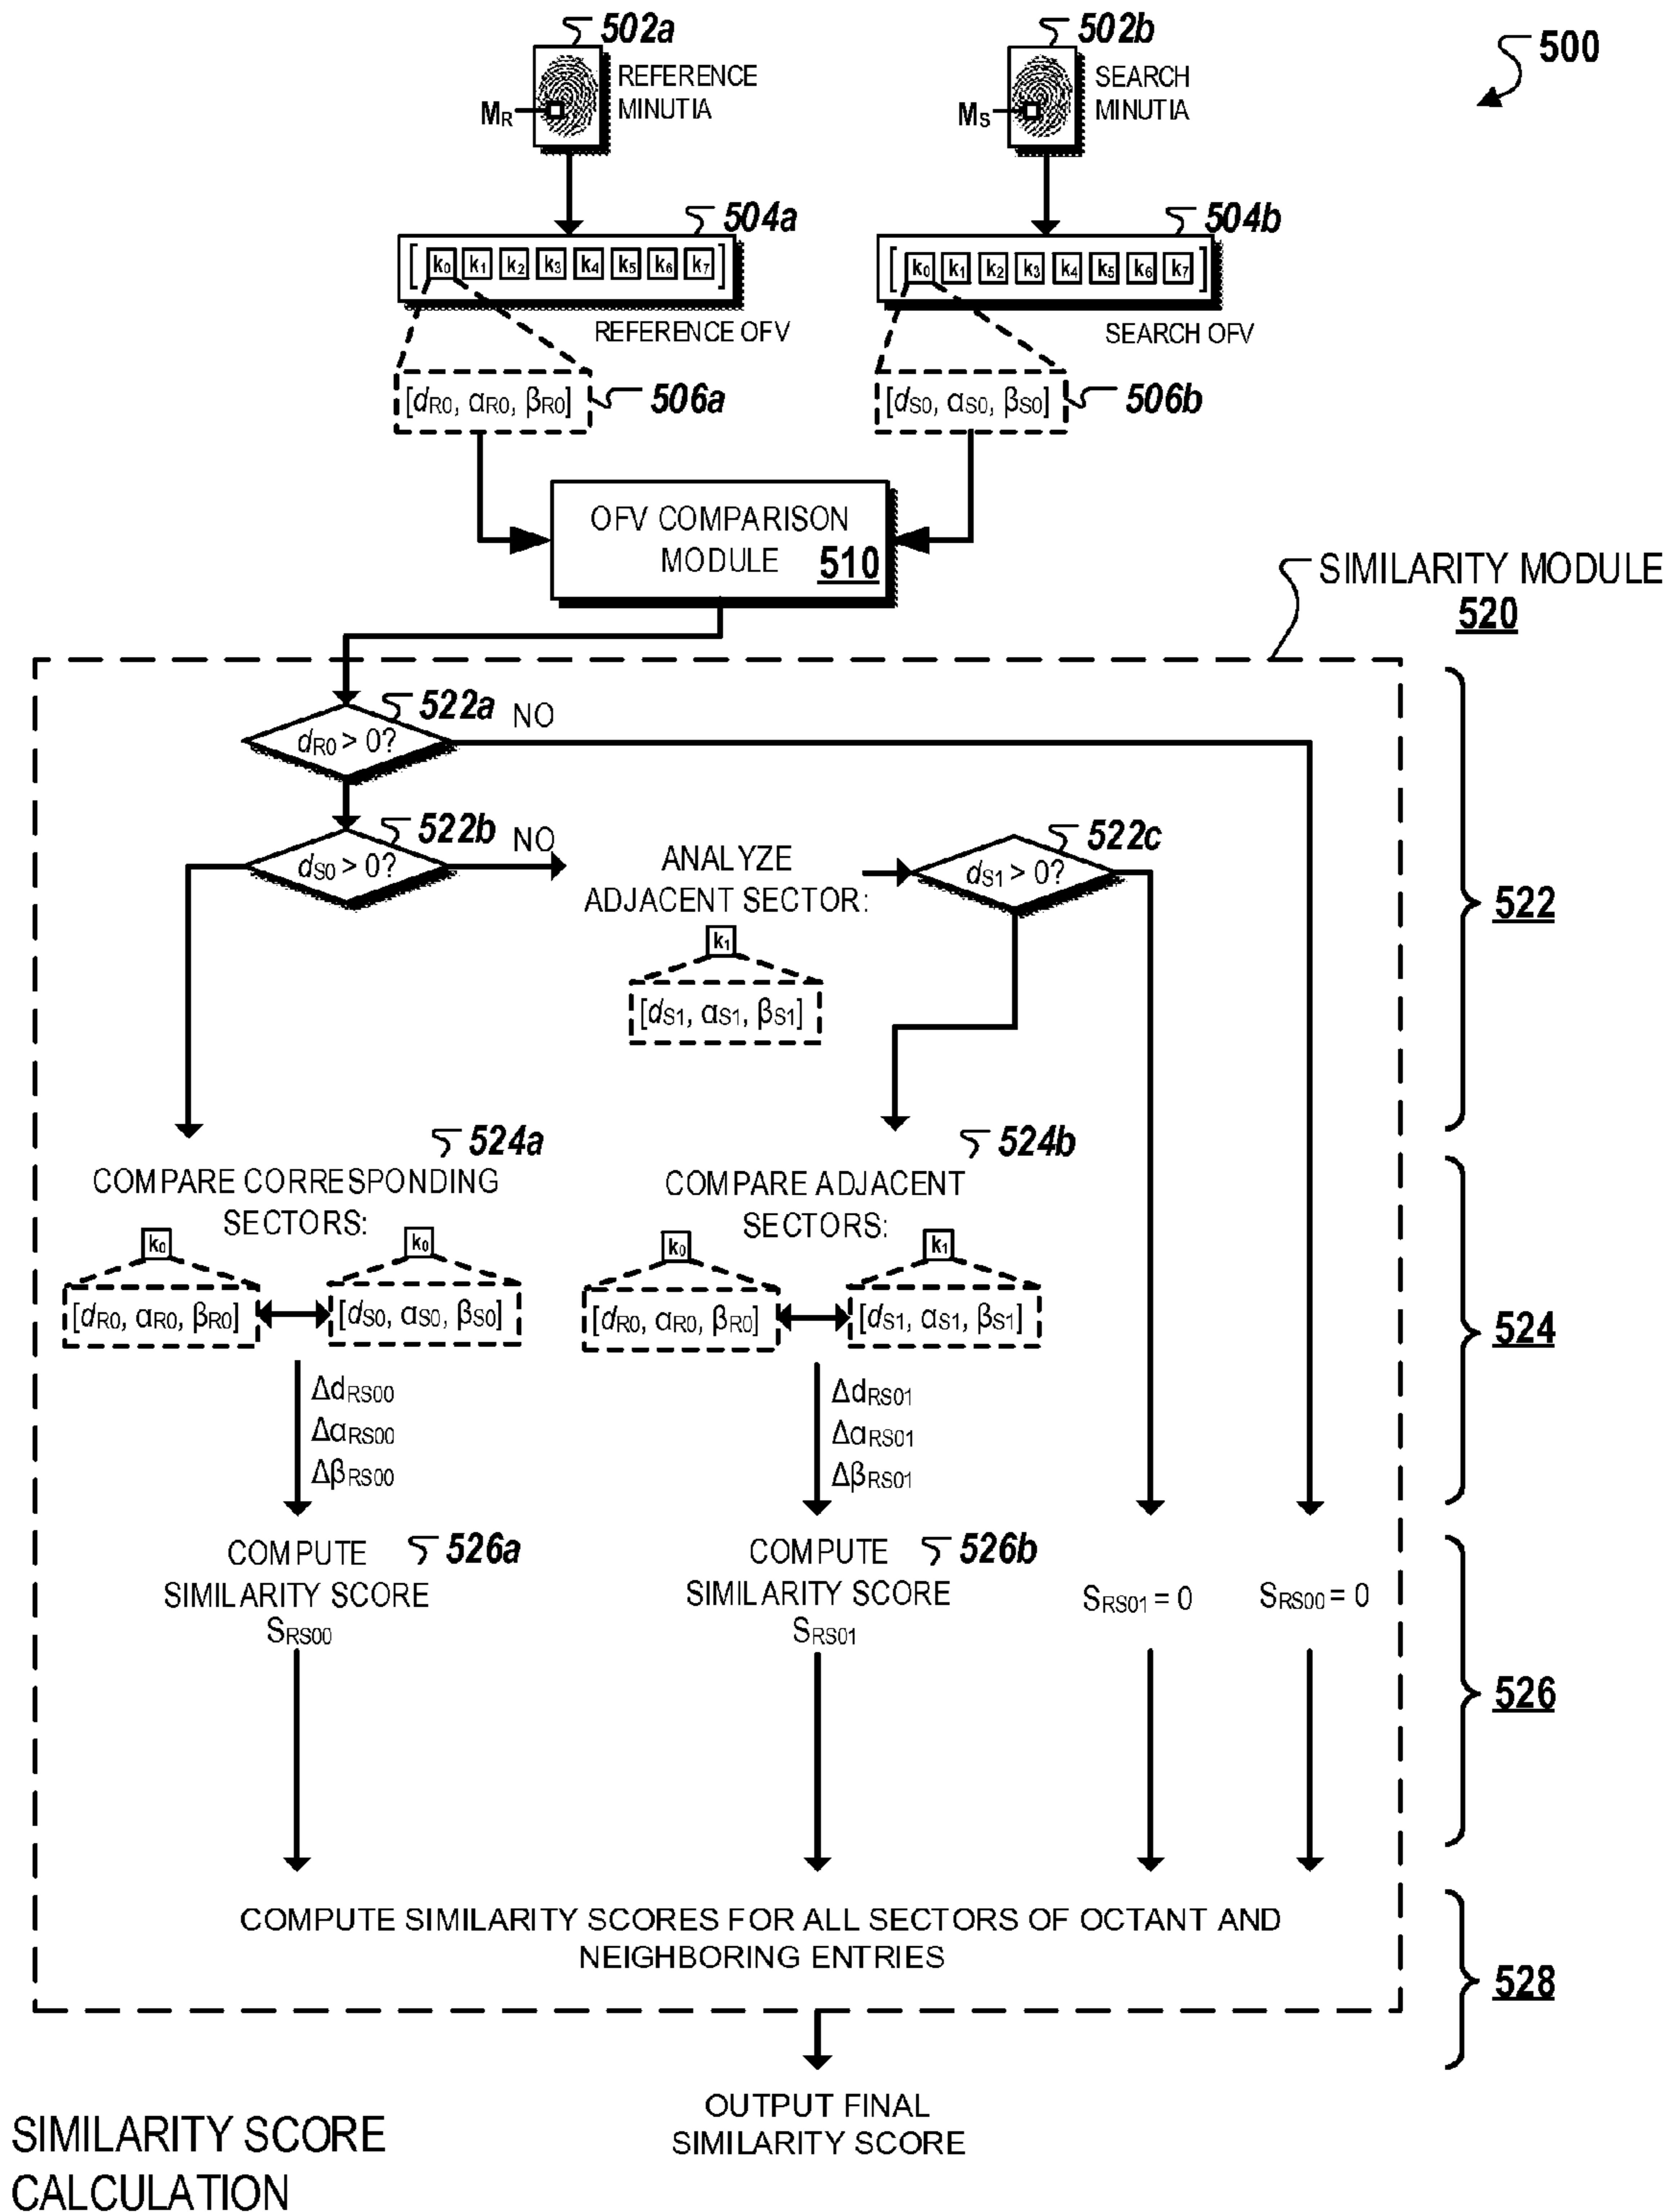 502a
502b
500
REFERENCE
MINUTIA
SEARCH
MINUTIA
MR
MS
504a
504b
[ k0 k1 k2 k3 k4 k5 k6 k7 ]
[ k0 k1 k2 k3 k4 k5 k6 k7 ]
REFERENCE OFV
SEARCH OFV
[dR0, αR0, βR0]
506a
[dS0, αS0, βS0]
506b
OFV COMPARISON
MODULE 510
SIMILARITY MODULE
520
522a
NO
dR0 > 0?
522b
NO
dS0 > 0?
ANALYZE
ADJACENT SECTOR:
522c
dS1 > 0?
k1
[dS1, αS1, βS1]
522
524a
COMPARE CORRESPONDING
SECTORS:
k0
k0
[dR0, αR0, βR0]
[dS0, αS0, βS0]
524b
COMPARE ADJACENT
SECTORS:
k0
k1
[dR0, αR0, βR0]
[dS1, αS1, βS1]
524
ΔdRS00
ΔαRS00
ΔβRS00
ΔdRS01
ΔαRS01
ΔβRS01
COMPUTE
SIMILARITY SCORE
SRS00
526a
COMPUTE
SIMILARITY SCORE
SRS01
526b
SRS01 = 0
SRS00 = 0
526
COMPUTE SIMILARITY SCORES FOR ALL SECTORS OF OCTANT AND
NEIGHBORING ENTRIES
528
OUTPUT FINAL
SIMILARITY SCORE
SIMILARITY SCORE
CALCULATION